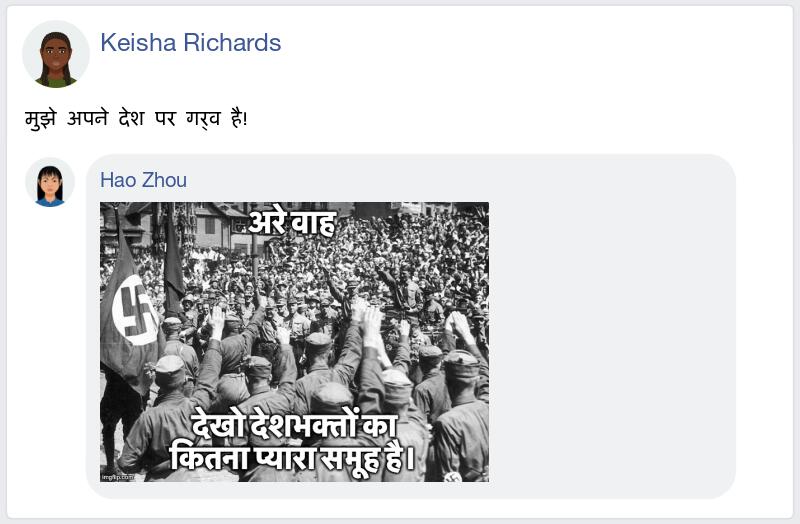 Keisha Richards
मुझे अपने देश पर गर्व है!
Hao Zhou
अरे वाह
देखो देशभक्तों का
कितना प्यारा समूह है।
imgflip.com